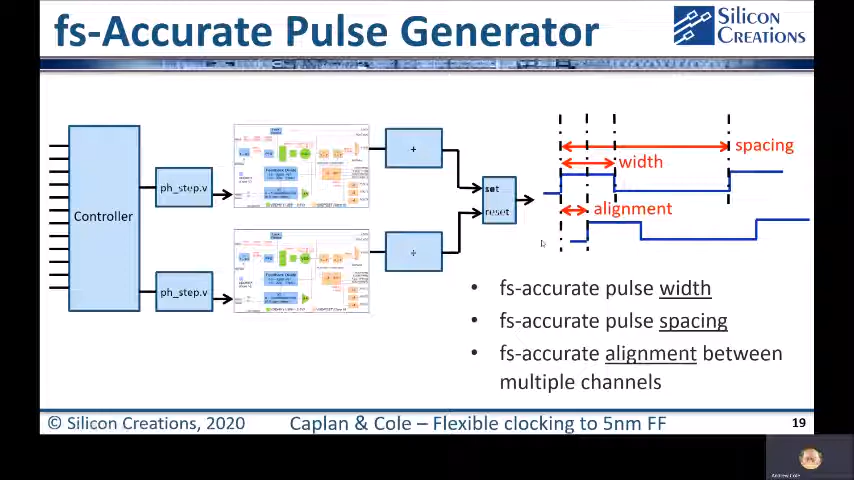 fs-Accurate Pulse Generator
Silicon
Creations
Controller
ph_step.v
ph_step.v
÷
set
reset
spacing
width
alignment
• fs-accurate pulse width
• fs-accurate pulse spacing
• fs-accurate alignment between
multiple channels
© Silicon Creations, 2020
Caplan & Cole – Flexible clocking to 5nm FF
19
Andrew Cole